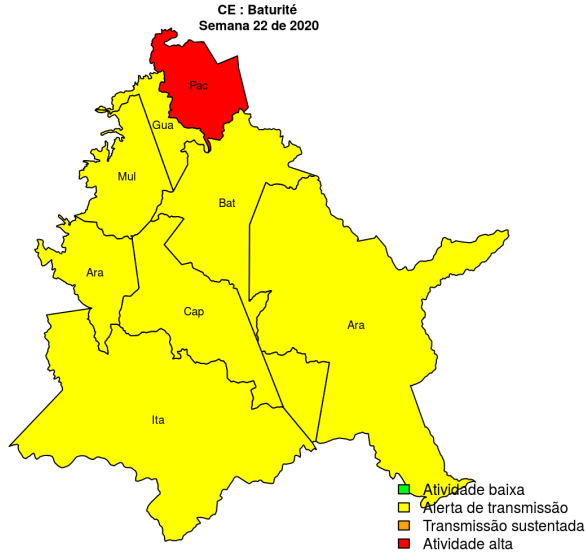 CE : Baturité
Semana 22 de 2020
Pac
Gua
Mul
Bat
Ara
Cap
Ara
Ita
Atividade baixa
Alerta de transmissão
Transmissão sustentada
Atividade alta